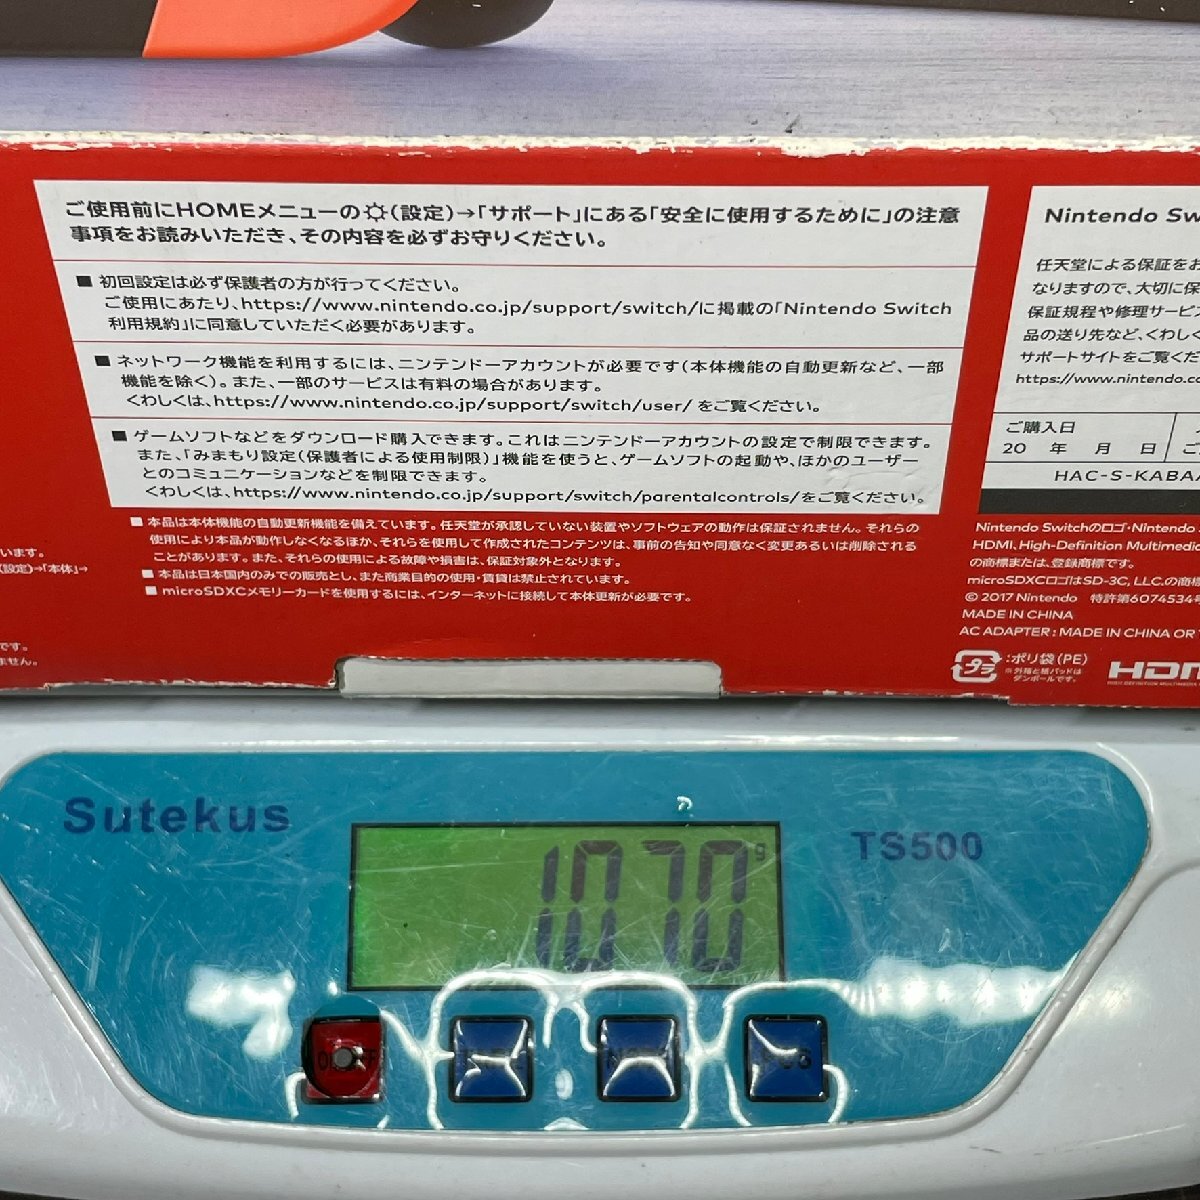 ご使用前にHOMEメニューの(設定)→「サポート」にある「安全に使用するために」の注意
事項をお読みいただき、その内容を必ずお守りください。
■ 初回設定は必ず保護者の方が行ってください。
ご使用にあたり、https://www.nintendo.co.jp/support/switch/に掲載の「Nintendo Switch
利用規約」に同意していただく必要があります。
■ ネットワーク機能を利用するには、ニンテンドーアカウントが必要です(本体機能の自動更新など、一部
機能を除く)。また、一部のサービスは有料の場合があります。
くわしくは、https://www.nintendo.co.jp/support/switch/user/ をご覧ください。
■ ゲームソフトなどをダウンロード購入できます。これはニンテンドーアカウントの設定で制限できます。
また、「みまもり設定(保護者による使用制限)」機能を使うと、ゲームソフトの起動や、ほかのユーザー
とのコミュニケーションなどを制限できます。
くわしくは、https://www.nintendo.co.jp/support/switch/parentalcontrols/をご覧ください。
■ 本品は本体機能の自動更新機能を備えています。任天堂が承認していない装置やソフトウェアの動作は保証されません。それらの
使用により本品が動作しなくなるほか、それらを使用して作成されたコンテンツは、事前の告知や同意なく変更あるいは削除される
ことがあります。また、それらの使用による故障や損害は、保証対象外となります。
■ 本品は日本国内のみでの販売とし、また商業目的の使用・賃貸は禁止されています。
■ microSDXCメモリーカードを使用するには、インターネットに接続して本体更新が必要です。
います。
設定)→「本体」→
です。
ません。
Nintendo Sw
任天堂による保証をお
なりますので、大切に保
保証規程や修理サービス
品の送り先など、くわしく
サポートサイトをご覧くだ
https://www.nintendo.co
ご購入日
20 年 月 日
HAC-S-KABAA
Nintendo Switchのロゴ・Nintendo
HDMI、High-Definition Multimedia
の商標または、登録商標です。
microSDXCロゴはSD-3C, LLC.の商標
© 2017 Nintendo 特許第6074534号
MADE IN CHINA
AC ADAPTER : MADE IN CHINA OR
プラ :ポリ袋(PE)
※外箱と紙パッドは
ダンボールです。
HDMI
Sutekus
1070 g
TS500